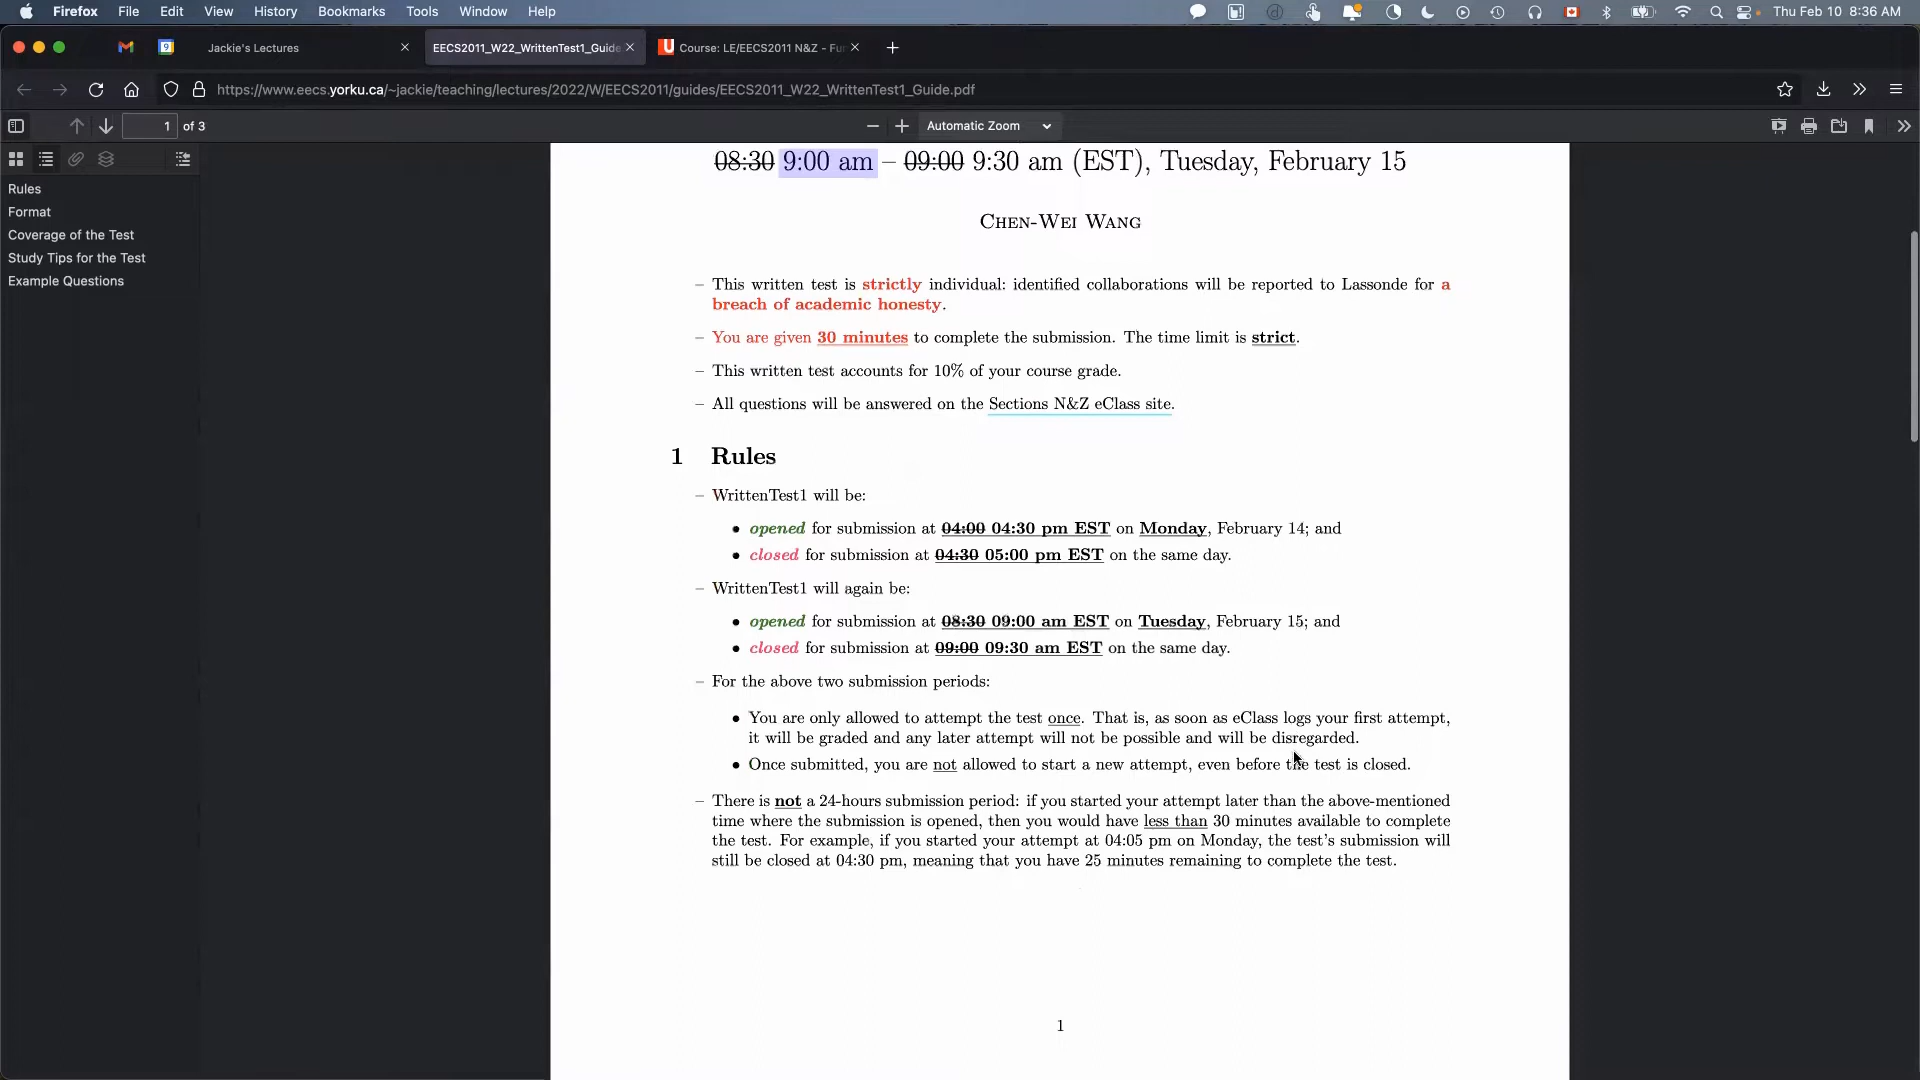 Firefox File Edit View History Bookmarks Tools Window Help Thu Feb 10 8:36 AM
Jackie's Lectures EECS2011_W22_WrittenTest1_Guide Course: LE/EECS2011 N&Z - Fu
https://www.eecs.yorku.ca/~jackie/teaching/lectures/2022/W/EECS2011/guides/EECS2011_W22_WrittenTest1_Guide.pdf
1 of 3 Automatic Zoom
Rules
Format
Coverage of the Test
Study Tips for the Test
Example Questions
08:30 9:00 am – 09:00 9:30 am (EST), Tuesday, February 15
Chen-Wei Wang
– This written test is strictly individual: identified collaborations will be reported to Lassonde for a
breach of academic honesty.
– You are given 30 minutes to complete the submission. The time limit is strict.
– This written test accounts for 10% of your course grade.
– All questions will be answered on the Sections N&Z eClass site.
1 Rules
– WrittenTest1 will be:
• opened for submission at 04:00 04:30 pm EST on Monday, February 14; and
• closed for submission at 04:30 05:00 pm EST on the same day.
– WrittenTest1 will again be:
• opened for submission at 08:30 09:00 am EST on Tuesday, February 15; and
• closed for submission at 09:00 09:30 am EST on the same day.
– For the above two submission periods:
• You are only allowed to attempt the test once. That is, as soon as eClass logs your first attempt,
it will be graded and any later attempt will not be possible and will be disregarded.
• Once submitted, you are not allowed to start a new attempt, even before the test is closed.
– There is not a 24-hours submission period: if you started your attempt later than the above-mentioned
time where the submission is opened, then you would have less than 30 minutes available to complete
the test. For example, if you started your attempt at 04:05 pm on Monday, the test's submission will
still be closed at 04:30 pm, meaning that you have 25 minutes remaining to complete the test.
1